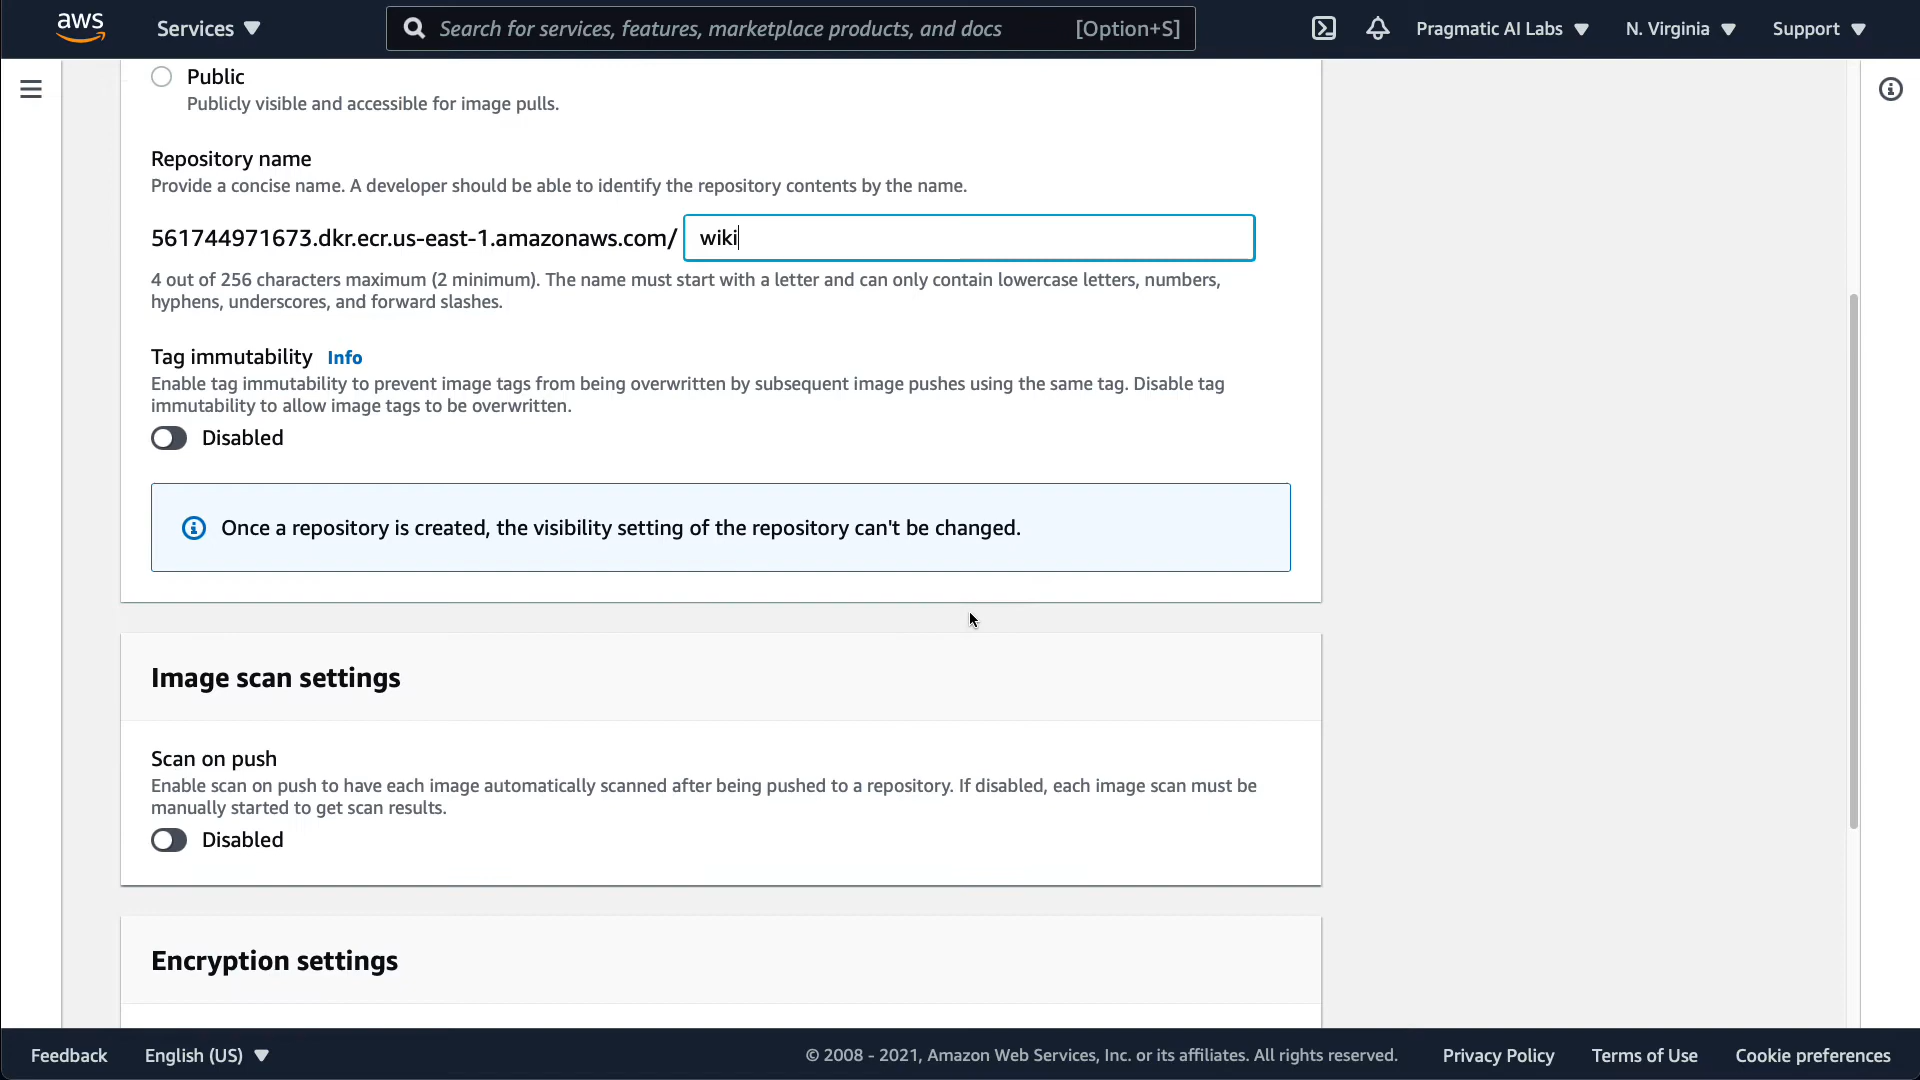 aws
Services
Search for services, features, marketplace products, and docs
[Option+S]
Pragmatic AI Labs
N. Virginia
Support
Public
Publicly visible and accessible for image pulls.
Repository name
Provide a concise name. A developer should be able to identify the repository contents by the name.
561744971673.dkr.ecr.us-east-1.amazonaws.com/ wiki
4 out of 256 characters maximum (2 minimum). The name must start with a letter and can only contain lowercase letters, numbers,
hyphens, underscores, and forward slashes.
Tag immutability Info
Enable tag immutability to prevent image tags from being overwritten by subsequent image pushes using the same tag. Disable tag
immutability to allow image tags to be overwritten.
Disabled
Once a repository is created, the visibility setting of the repository can't be changed.
Image scan settings
Scan on push
Enable scan on push to have each image automatically scanned after being pushed to a repository. If disabled, each image scan must be
manually started to get scan results.
Disabled
Encryption settings
Feedback
English (US)
© 2008 - 2021, Amazon Web Services, Inc. or its affiliates. All rights reserved.
Privacy Policy
Terms of Use
Cookie preferences